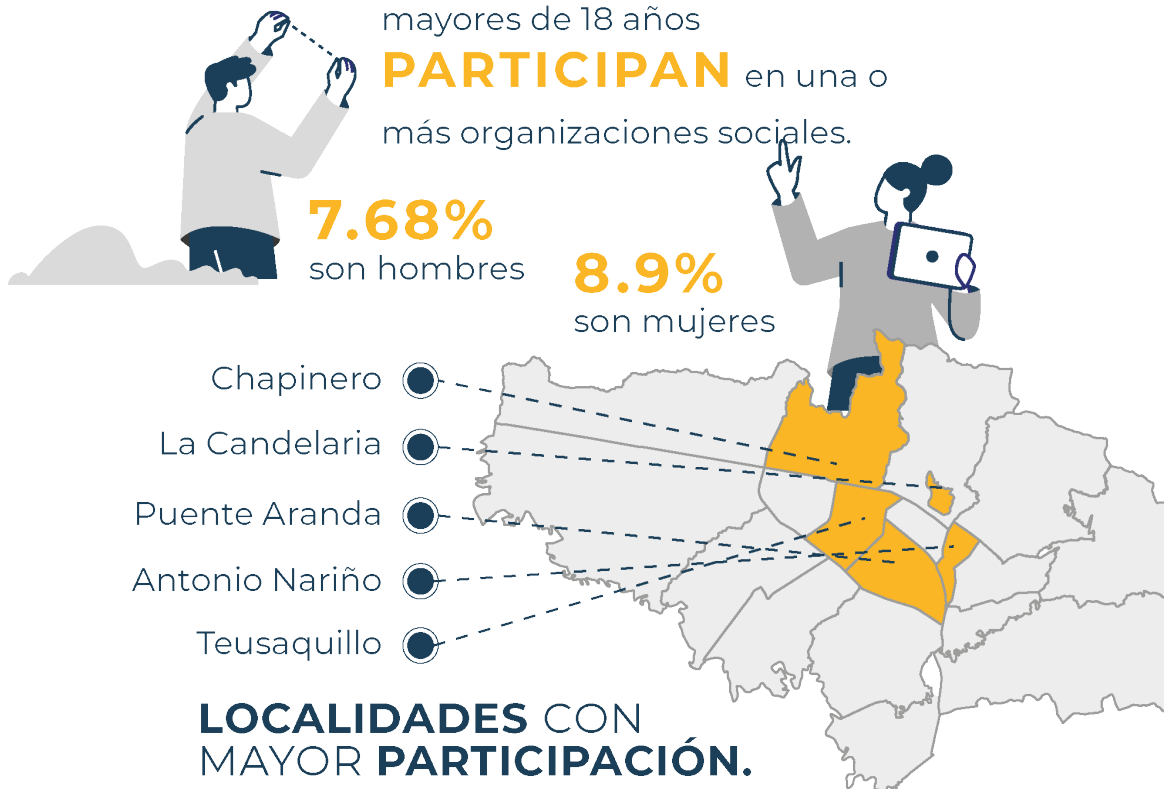 mayores de 18 años
PARTICIPAN en una o
más organizaciones sociales.
7.68%
son hombres
8.9%
son mujeres
Chapinero
La Candelaria
Puente Aranda
Antonio Nariño
Teusaquillo
LOCALIDADES CON
MAYOR PARTICIPACIÓN.